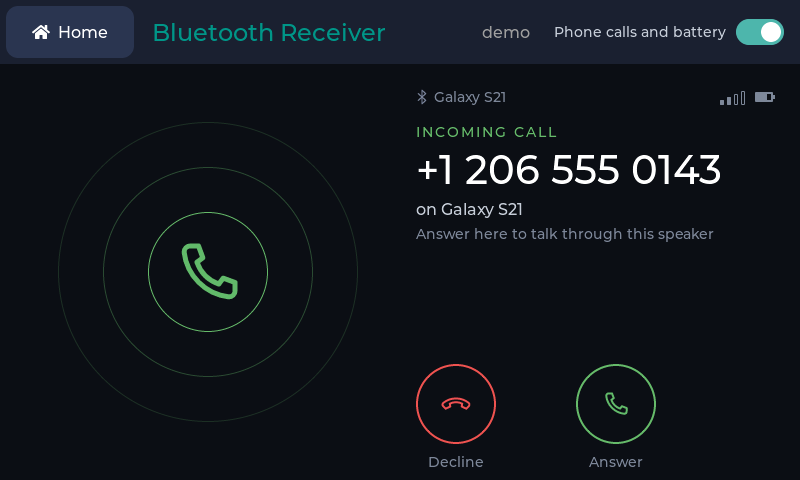 Home
Bluetooth Receiver
demo
Phone calls and battery
Galaxy S21
INCOMING CALL
+1 206 555 0143
on Galaxy S21
Answer here to talk through this speaker
Decline
Answer